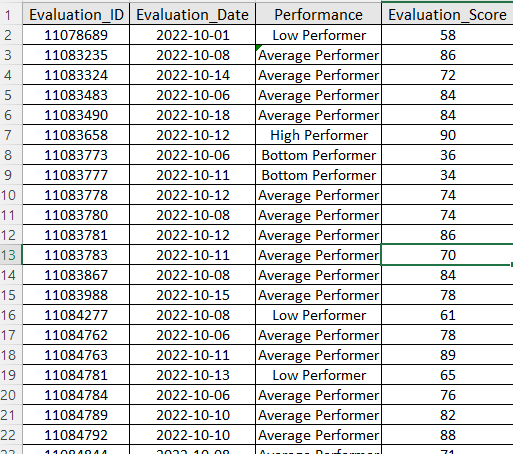 1 Evaluation_ID Evaluation_Date Performance Evaluation_Score
2 11078689 2022-10-01 Low Performer 58
3 11083235 2022-10-08 Average Performer 86
4 11083324 2022-10-14 Average Performer 72
5 11083483 2022-10-06 Average Performer 84
6 11083490 2022-10-18 Average Performer 84
7 11083658 2022-10-12 High Performer 90
8 11083773 2022-10-06 Bottom Performer 36
9 11083777 2022-10-11 Bottom Performer 34
10 11083778 2022-10-12 Average Performer 74
11 11083780 2022-10-08 Average Performer 74
12 11083781 2022-10-12 Average Performer 86
13 11083783 2022-10-11 Average Performer 70
14 11083867 2022-10-08 Average Performer 84
15 11083988 2022-10-15 Average Performer 78
16 11084277 2022-10-08 Low Performer 61
17 11084762 2022-10-06 Average Performer 78
18 11084763 2022-10-11 Average Performer 89
19 11084781 2022-10-13 Low Performer 65
20 11084784 2022-10-06 Average Performer 76
21 11084789 2022-10-10 Average Performer 82
22 11084792 2022-10-10 Average Performer 88